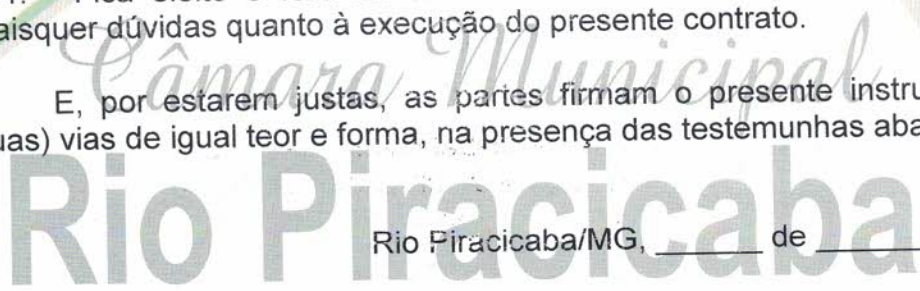 aisquer dúvidas quanto à execução do presente contrato.
Câmara Municipal
E, por estarem justas, as partes firmam o presente instru
uas) vias de igual teor e forma, na presença das testemunhas aba
Rio Piracicaba
Rio Piracicaba/MG, ______ de ______